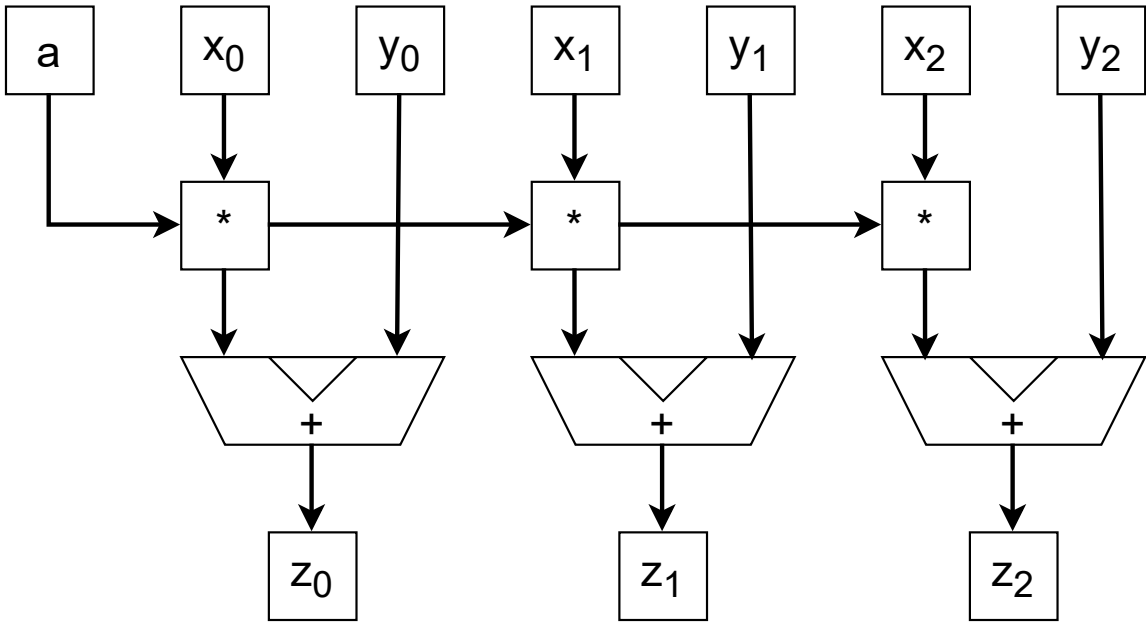 a x₀ y₀ x₁ y₁ x₂ y₂
* * *
+ + +
z₀ z₁ z₂